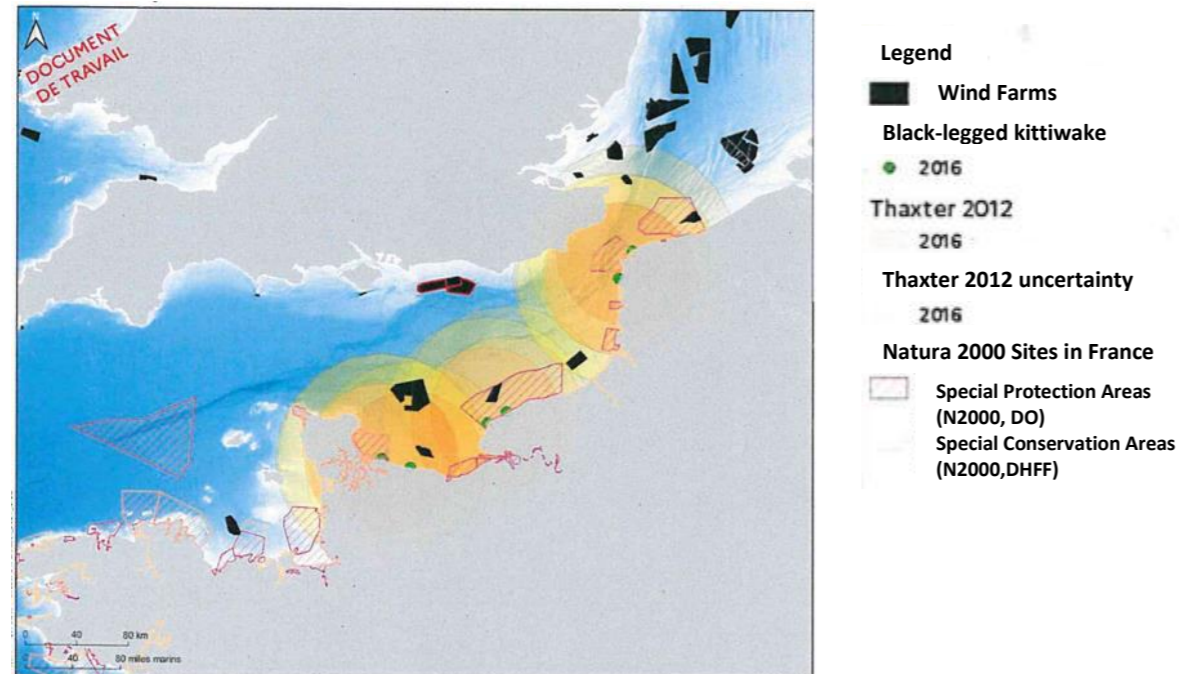 N
DOCUMENT
DE TRAVAIL
0 40 80 km
0 40 80 miles marins
Legend
Wind Farms
Black-legged kittiwake
2016
Thaxter 2012
2016
Thaxter 2012 uncertainty
2016
Natura 2000 Sites in France
Special Protection Areas
(N2000, DO)
Special Conservation Areas
(N2000,DHFF)